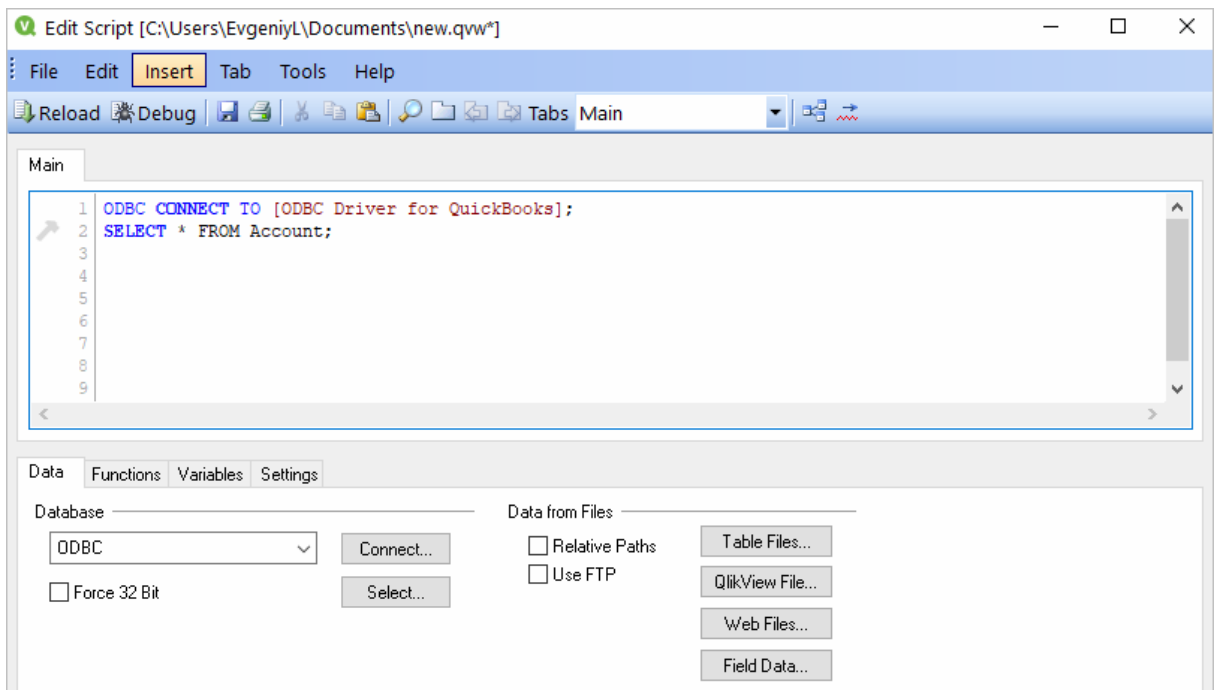 Edit Script [C:\Users\EvgeniyL\Documents\new.qvw*]
File Edit Insert Tab Tools Help
Reload Debug Tabs Main
Main
1 ODBC CONNECT TO [ODBC Driver for QuickBooks];
2 SELECT * FROM Account;
3
4
5
6
7
8
9
Data Functions Variables Settings
Database Data from Files
ODBC Connect... Relative Paths Table Files...
Force 32 Bit Select... Use FTP QlikView File...
Web Files...
Field Data...